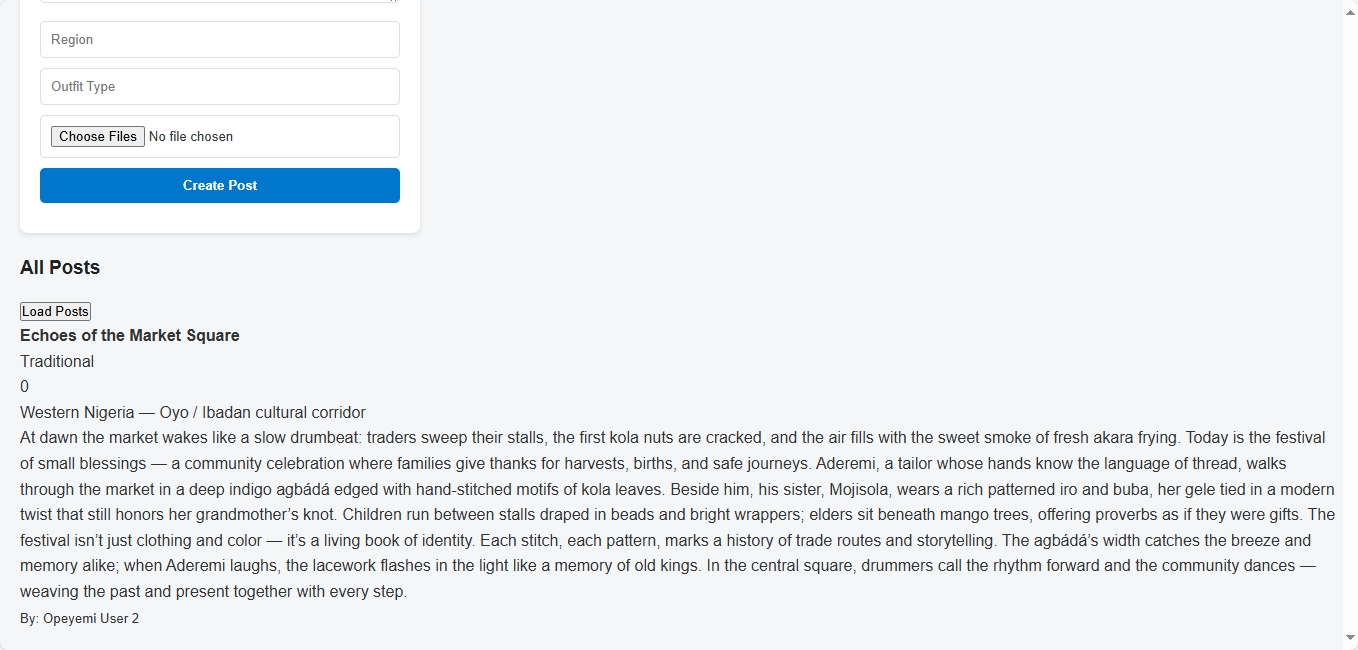 Region
Outfit Type
Choose Files No file chosen
Create Post
All Posts
Load Posts
Echoes of the Market Square
Traditional
0
Western Nigeria — Oyo / Ibadan cultural corridor
At dawn the market wakes like a slow drumbeat: traders sweep their stalls, the first kola nuts are cracked, and the air fills with the sweet smoke of fresh akara frying. Today is the festival
of small blessings — a community celebration where families give thanks for harvests, births, and safe journeys. Aderemi, a tailor whose hands know the language of thread, walks
through the market in a deep indigo agbádá edged with hand-stitched motifs of kola leaves. Beside him, his sister, Mojisola, wears a rich patterned iro and buba, her gele tied in a modern
twist that still honors her grandmother’s knot. Children run between stalls draped in beads and bright wrappers; elders sit beneath mango trees, offering proverbs as if they were gifts. The
festival isn’t just clothing and color — it’s a living book of identity. Each stitch, each pattern, marks a history of trade routes and storytelling. The agbádá’s width catches the breeze and
memory alike; when Aderemi laughs, the lacework flashes in the light like a memory of old kings. In the central square, drummers call the rhythm forward and the community dances —
weaving the past and present together with every step.
By: Opeyemi User 2